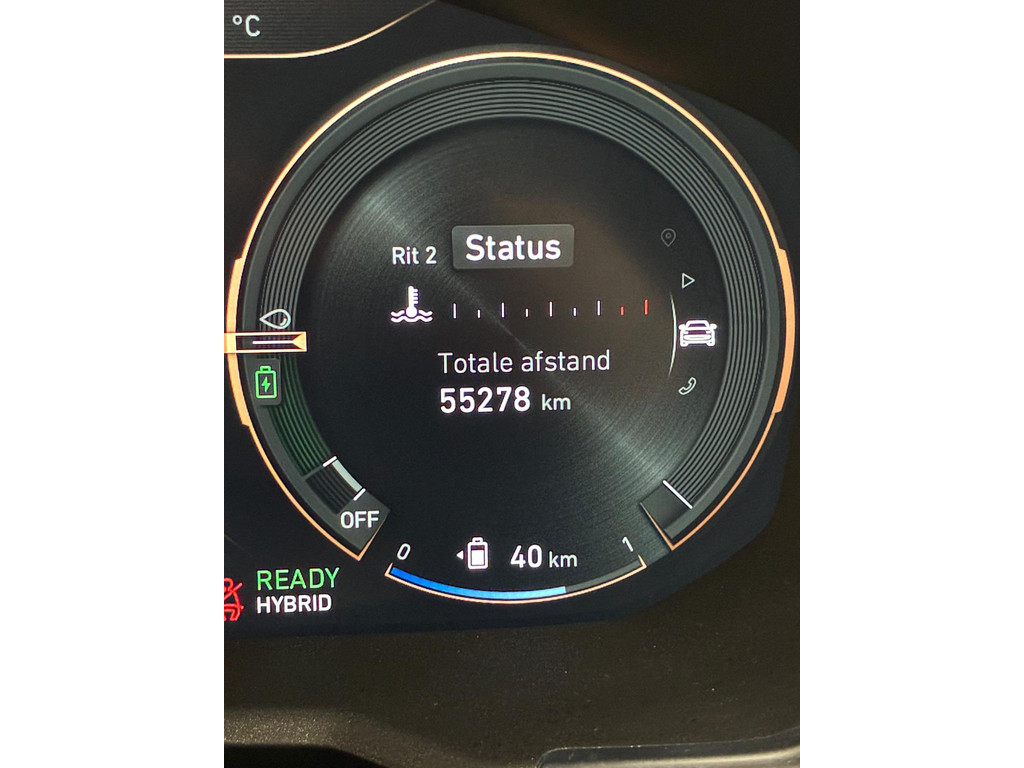 °C
Rit 2 Status
Totale afstand
55278 km
OFF
0 40 km 1
READY
HYBRID